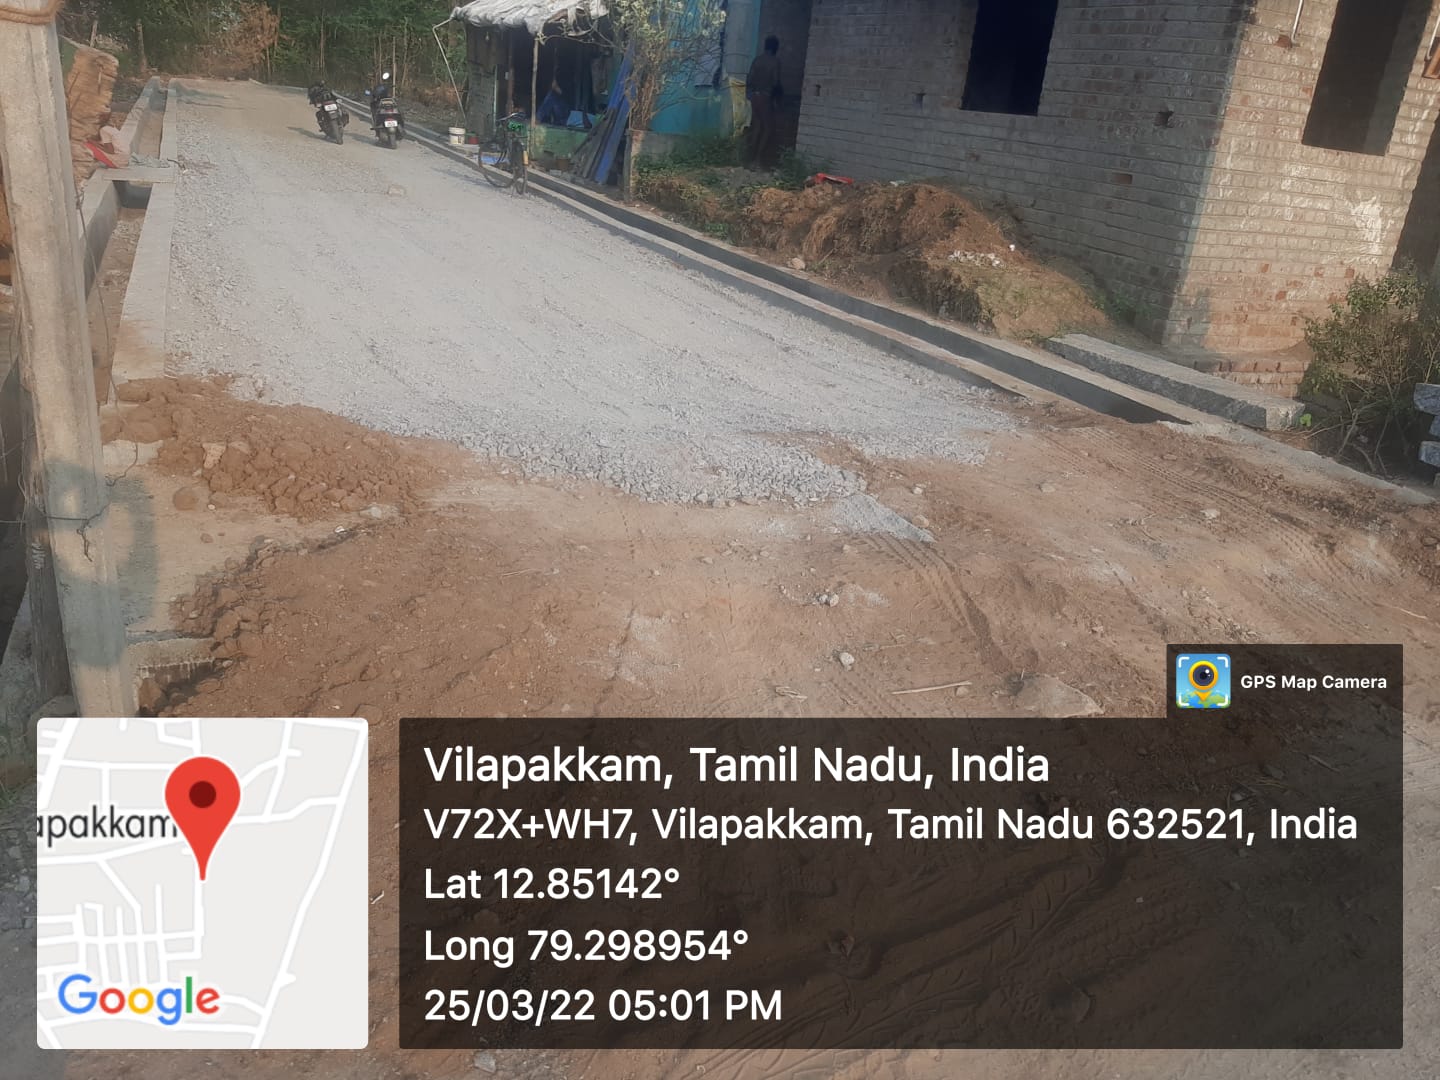 GPS Map Camera
apakkam
Google
Vilapakkam, Tamil Nadu, India
V72X+WH7, Vilapakkam, Tamil Nadu 632521, India
Lat 12.85142°
Long 79.298954°
25/03/22 05:01 PM